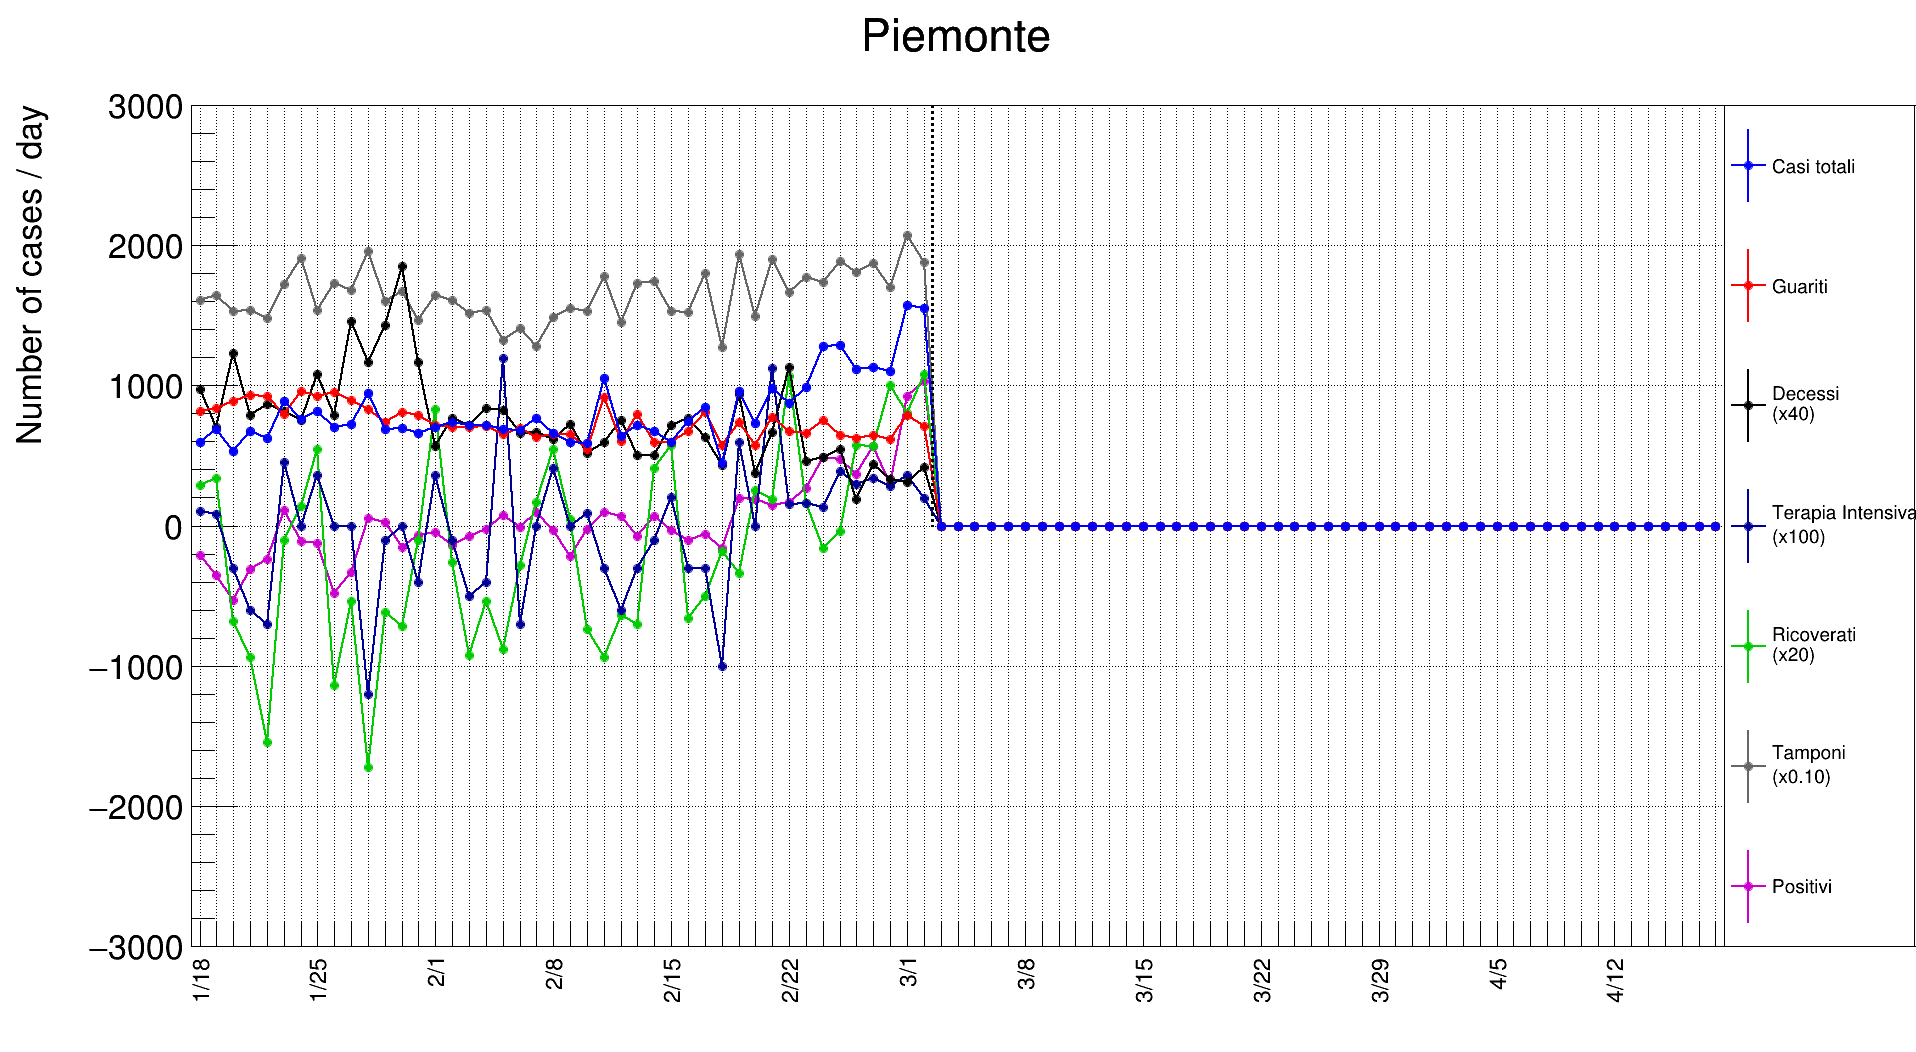 Piemonte
Number of cases / day
3000
2000
1000
0
−1000
−2000
−3000
1/18
1/25
2/1
2/8
2/15
2/22
3/1
3/8
3/15
3/22
3/29
4/5
4/12
Casi totali
Guariti
Decessi
(x40)
Terapia Intensiva
(x100)
Ricoverati
(x20)
Tamponi
(x0.10)
Positivi